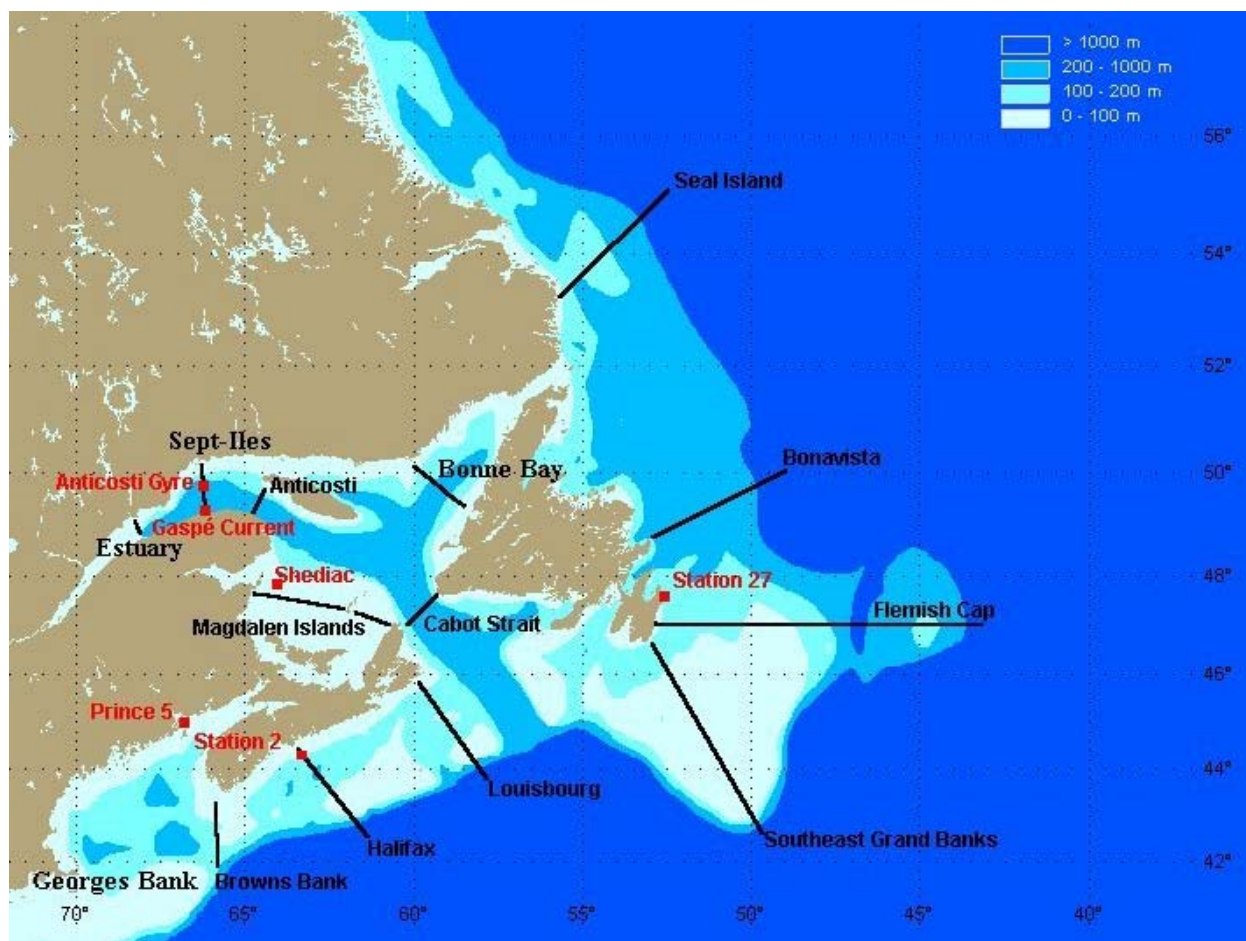 > 1000 m
200 - 1000 m
100 - 200 m
0 - 100 m
56°
Seal Island
54°
52°
Sept-Iles
Bonne Bay
Bonavista
50°
Anticosti Gyre
Anticosti
Gaspé Current
Estuary
Shediac
Station 27
48°
Flemish Cap
Magdalen Islands
Cabot Strait
46°
Prince 5
Station 2
44°
Louisbourg
Halifax
Southeast Grand Banks
42°
Georges Bank
Browns Bank
70°
65°
60°
55°
50°
45°
40°